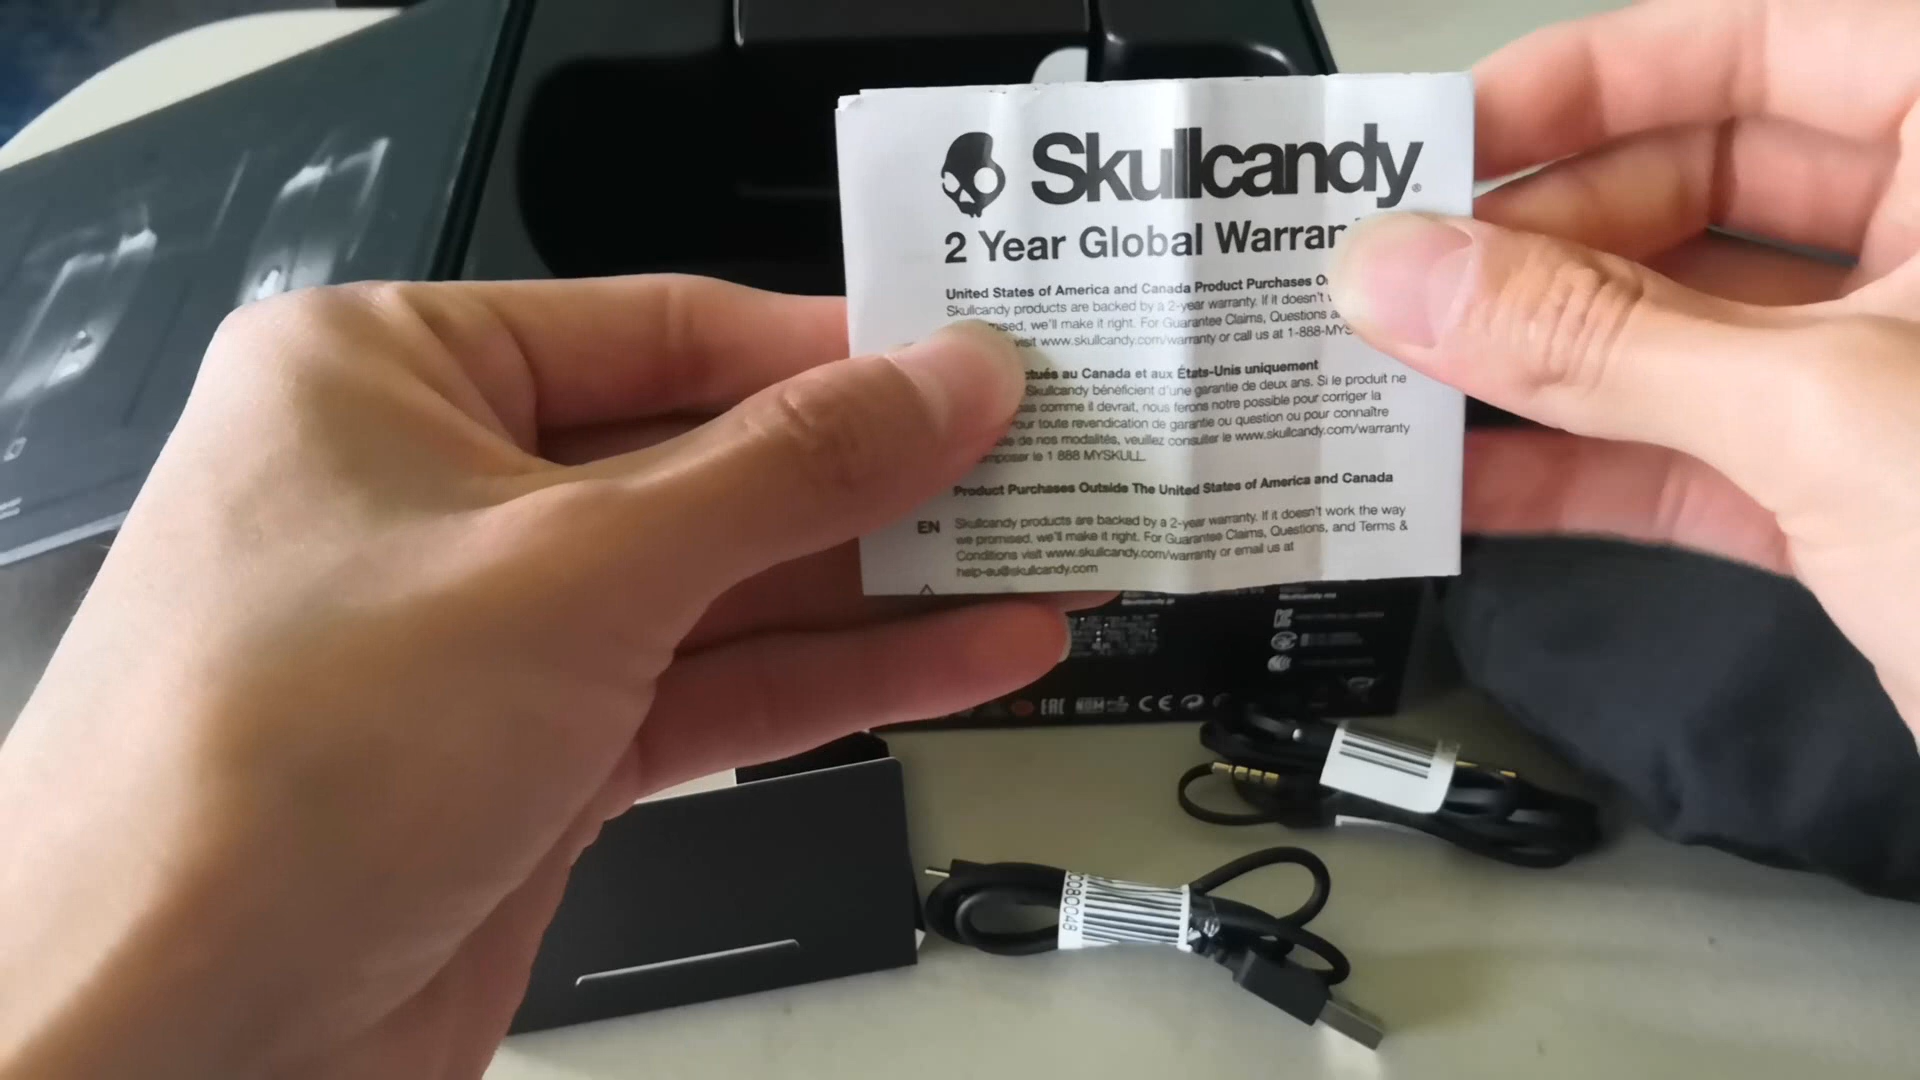 Skullcandy®
2 Year Global
United States of America and Canada Product Purchases
Skullcandy products are backed by a 2-year warranty. If it doesn't
we'll make it right. For Guarantee Claims, Questions
visit www.skullcandy.com/warranty or call us at 1-888-
au Canada et aux États-Unis uniquement
Skullcandy bénéficient d'une garantie de deux ans. Si le produit ne
comme il devrait, nous ferons notre possible pour corriger la
our toute revendication de garantie ou question ou pour connaître
de nos modalités, veuillez consulter le www.skullcandy.com/warranty
le 1 888 MYSKULL.
Product Purchases Outside The United States of America and Canada
EN Skullcandy products are backed by a 2-year warranty. If it doesn't work the way
we promised, we'll make it right. For Guarantee Claims, Questions, and Terms &
Conditions visit www.skullcandy.com/warranty or email us at
help-au@skullcandy.com
EAC NOM CE
0080048